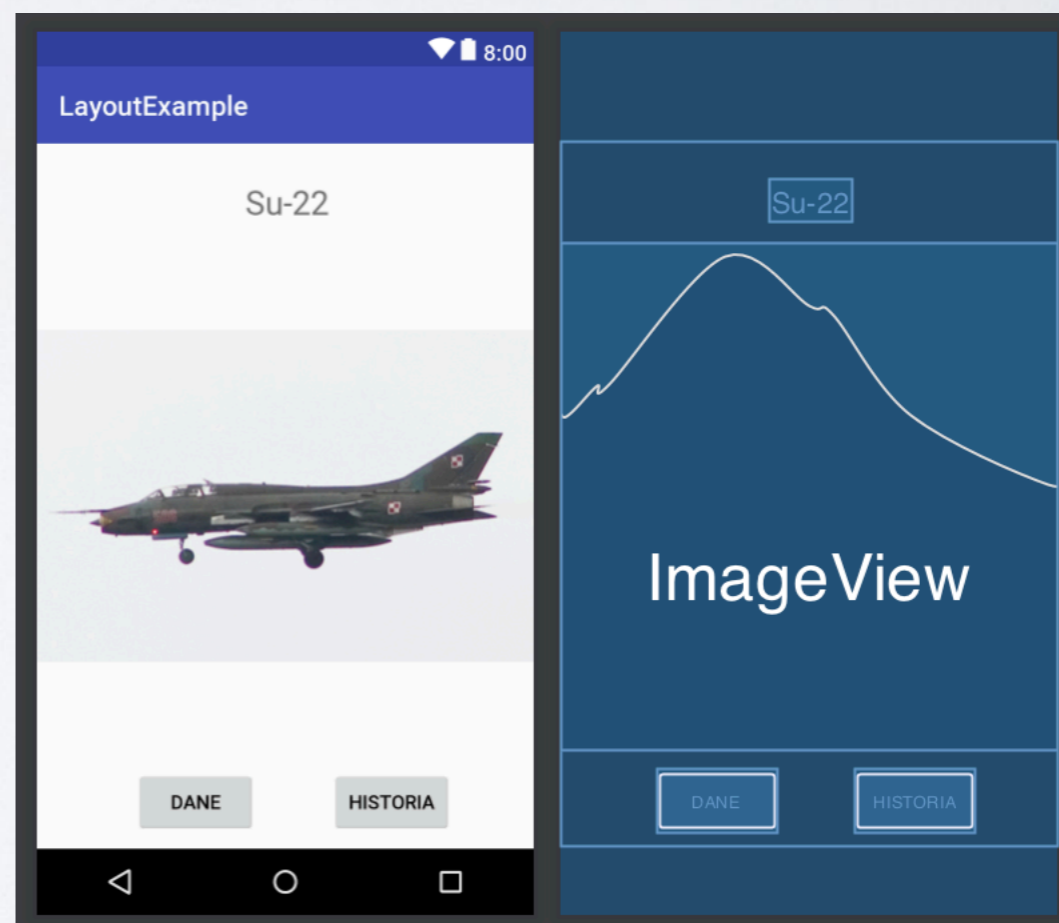 8:00
LayoutExample
Su-22
DANE HISTORIA
Su-22
ImageView
DANE HISTORIA